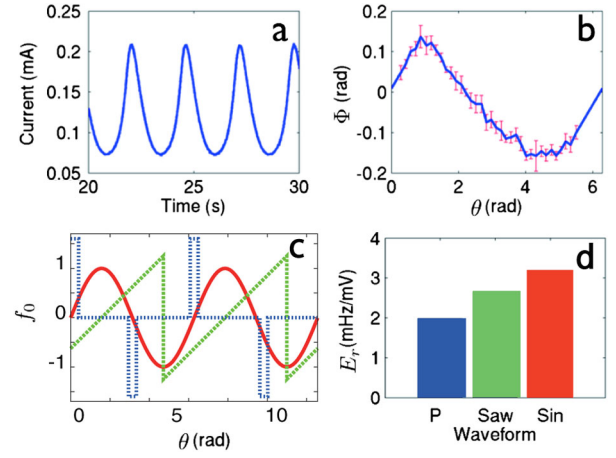 a
Current (mA)
0.25
0.20
0.15
0.1
0.05
20
25
30
Time (s)
b
Φ (rad)
0.2
0.1
0
-0.1
-0.2
0
2
4
6
θ (rad)
c
f₀
1
0
-1
0
5
10
θ (rad)
d
Eᵣ (mHz/mV)
4
3
2
1
0
P
Saw
Sin
Waveform